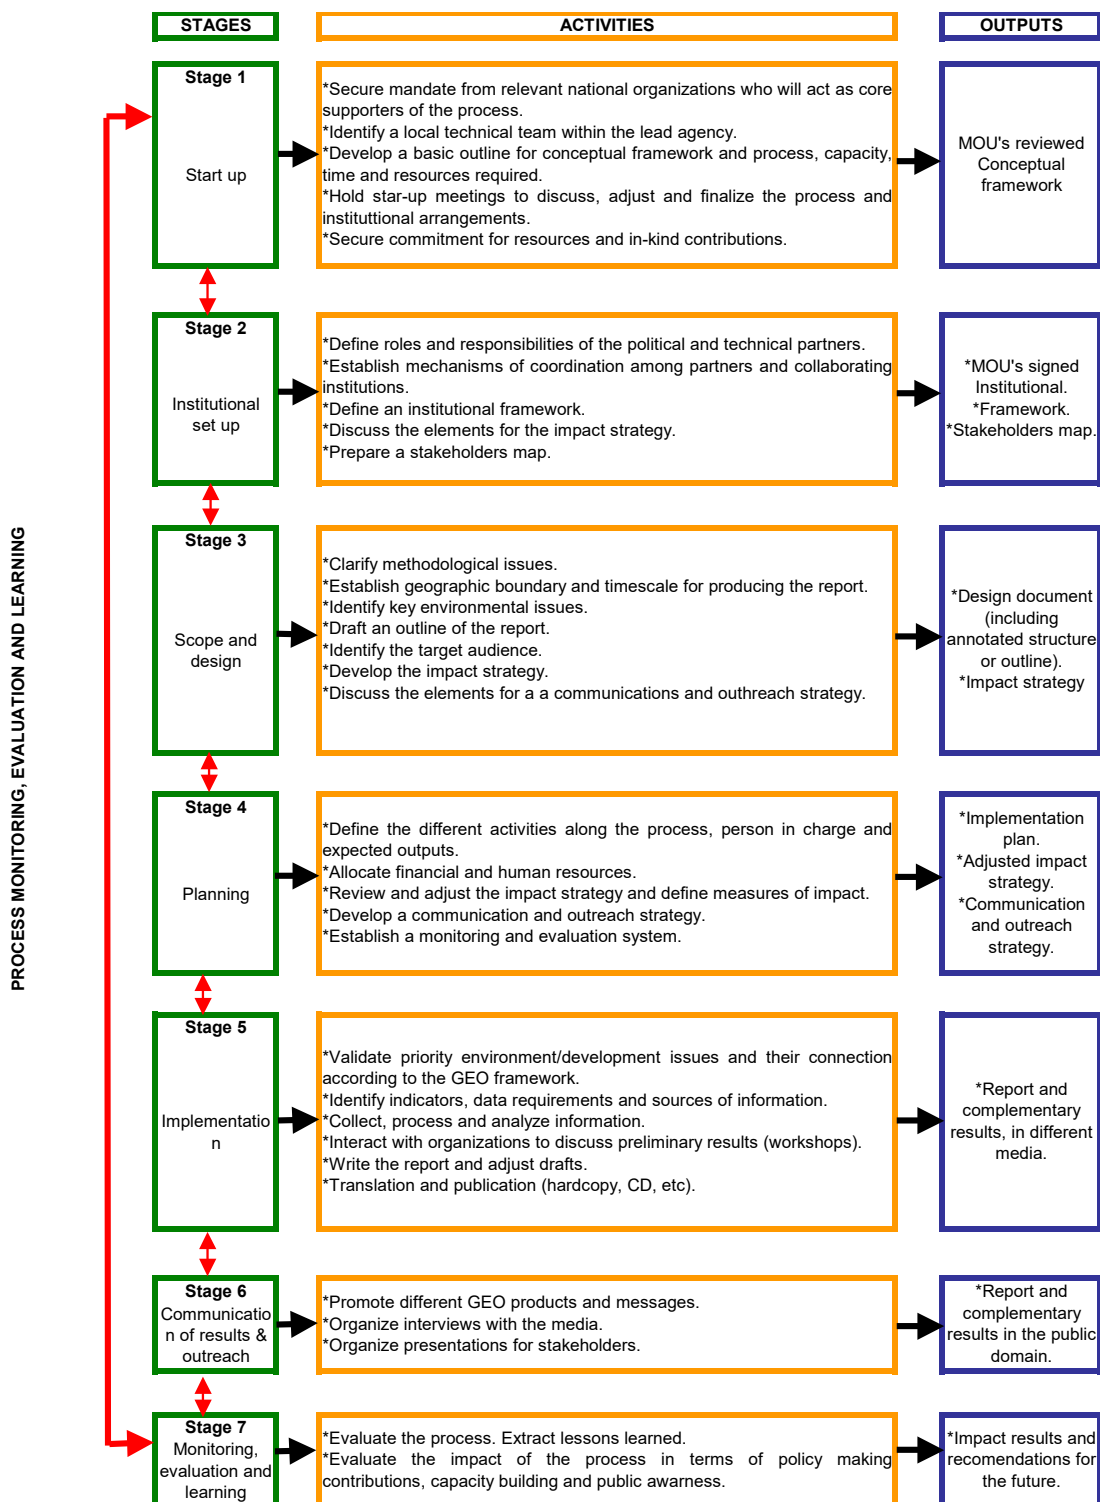 STAGES
ACTIVITIES
OUTPUTS
PROCESS MONITORING, EVALUATION AND LEARNING
Stage 1
Start up
*Secure mandate from relevant national organizations who will act as core
supporters of the process.
*Identify a local technical team within the lead agency.
*Develop a basic outline for conceptual framework and process, capacity,
time and resources required.
*Hold star-up meetings to discuss, adjust and finalize the process and
instituttional arrangements.
*Secure commitment for resources and in-kind contributions.
MOU's reviewed
Conceptual
framework
Stage 2
Institutional
set up
*Define roles and responsibilities of the political and technical partners.
*Establish mechanisms of coordination among partners and collaborating
institutions.
*Define an institutional framework.
*Discuss the elements for the impact strategy.
*Prepare a stakeholders map.
*MOU's signed
Institutional.
*Framework.
*Stakeholders map.
Stage 3
Scope and
design
*Clarify methodological issues.
*Establish geographic boundary and timescale for producing the report.
*Identify key environmental issues.
*Draft an outline of the report.
*Identify the target audience.
*Develop the impact strategy.
*Discuss the elements for a a communications and outhreach strategy.
*Design document
(including
annotated structure
or outline).
*Impact strategy
Stage 4
Planning
*Define the different activities along the process, person in charge and
expected outputs.
*Allocate financial and human resources.
*Review and adjust the impact strategy and define measures of impact.
*Develop a communication and outreach strategy.
*Establish a monitoring and evaluation system.
*Implementation
plan.
*Adjusted impact
strategy.
*Communication
and outreach
strategy.
Stage 5
Implementatio
n
*Validate priority environment/development issues and their connection
according to the GEO framework.
*Identify indicators, data requirements and sources of information.
*Collect, process and analyze information.
*Interact with organizations to discuss preliminary results (workshops).
*Write the report and adjust drafts.
*Translation and publication (hardcopy, CD, etc).
*Report and
complementary
results, in different
media.
Stage 6
Communicatio
n of results &
outreach
*Promote different GEO products and messages.
*Organize interviews with the media.
*Organize presentations for stakeholders.
*Report and
complementary
results in the public
domain.
Stage 7
Monitoring,
evaluation and
learning
*Evaluate the process. Extract lessons learned.
*Evaluate the impact of the process in terms of policy making
contributions, capacity building and public awarness.
*Impact results and
recomendations for
the future.